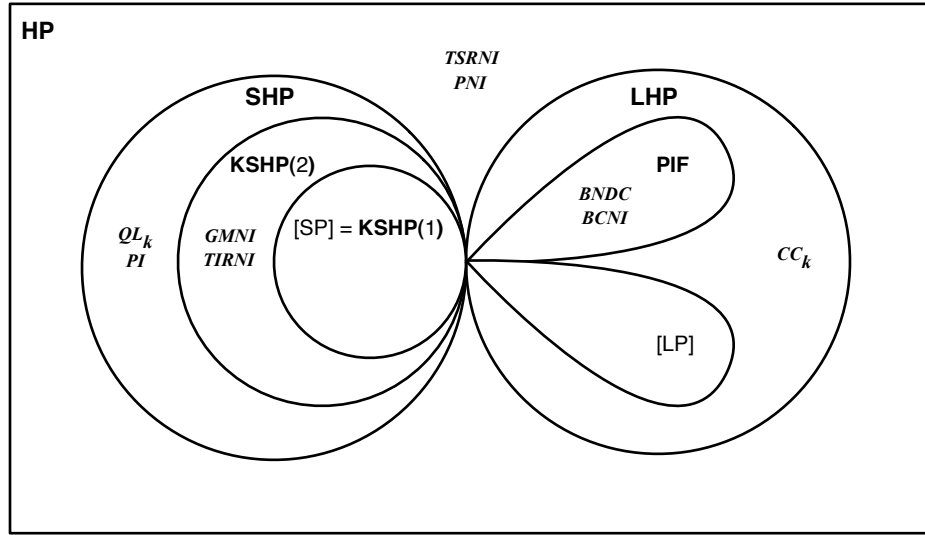 HP
TSRNI
PNI
SHP
LHP
KSHP(2)
PIF
BNDC
BCNI
[SP] = KSHP(1)
QLk
PI
GMNI
TIRNI
CCk
[LP]